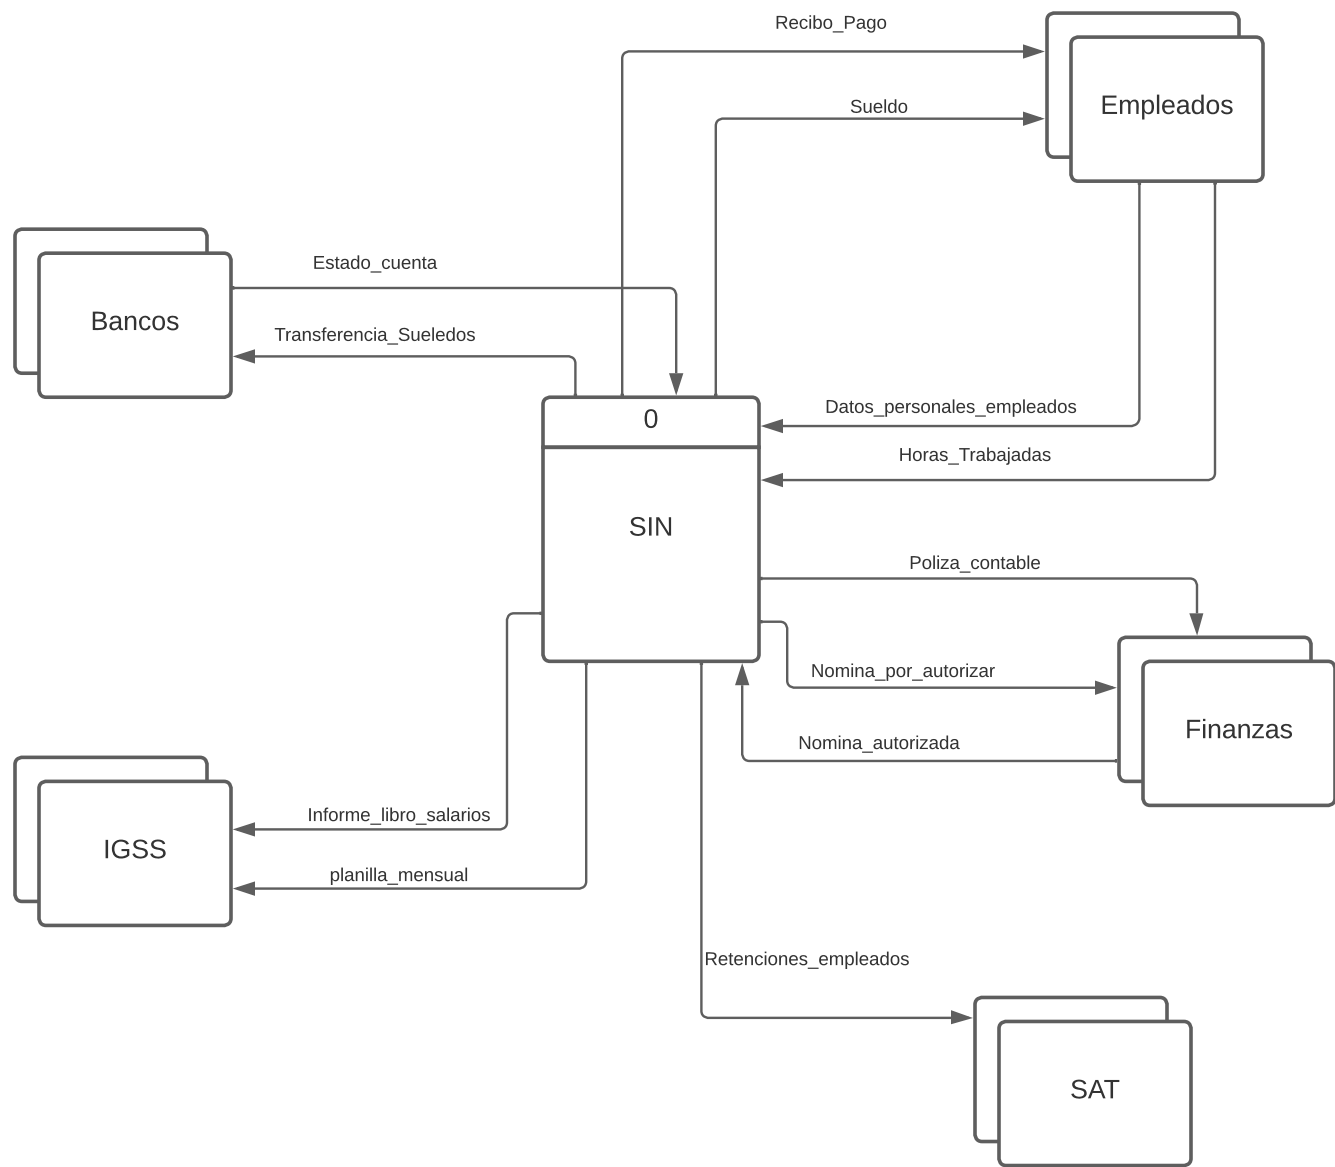 Recibo_Pago
Empleados
Sueldo
Estado_cuenta
Bancos
Transferencia_Sueledos
Datos_personales_empleados
0
Horas_Trabajadas
SIN
Poliza_contable
Nomina_por_autorizar
Finanzas
Nomina_autorizada
Informe_libro_salarios
IGSS
planilla_mensual
Retenciones_empleados
SAT